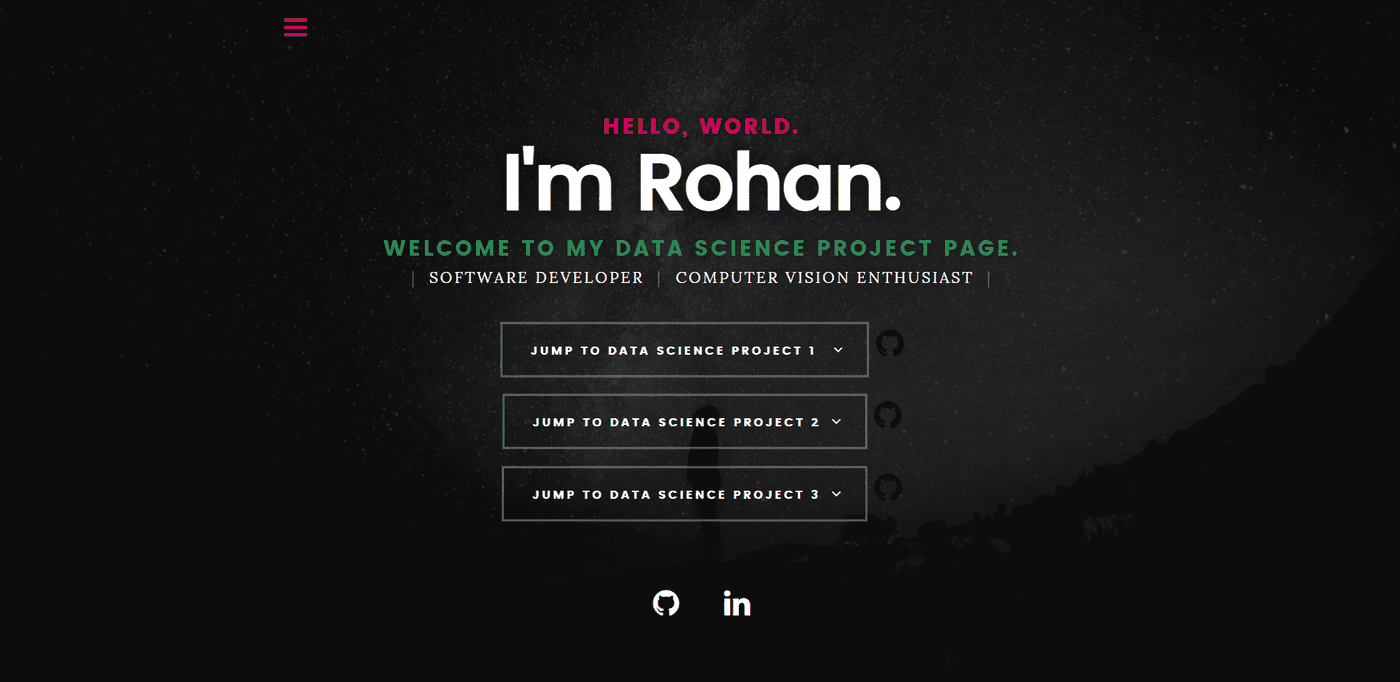 HELLO, WORLD.
I'm Rohan.
WELCOME TO MY DATA SCIENCE PROJECT PAGE.
| SOFTWARE DEVELOPER | COMPUTER VISION ENTHUSIAST |
JUMP TO DATA SCIENCE PROJECT 1
JUMP TO DATA SCIENCE PROJECT 2
JUMP TO DATA SCIENCE PROJECT 3
in